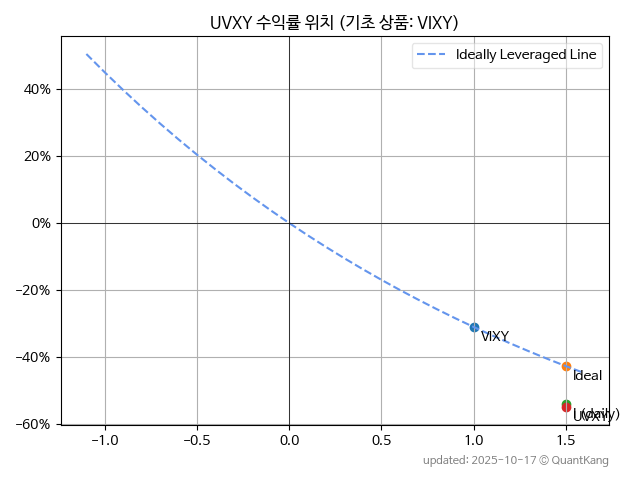 UVXY 수익률 위치 (기초 상품: VIXY)
Ideally Leveraged Line
40%
20%
0%
−20%
−40%
−60%
VIXY
Ideal
(daily)
UVXY
−1.0
−0.5
0.0
0.5
1.0
1.5
updated: 2025-10-17 © QuantKang